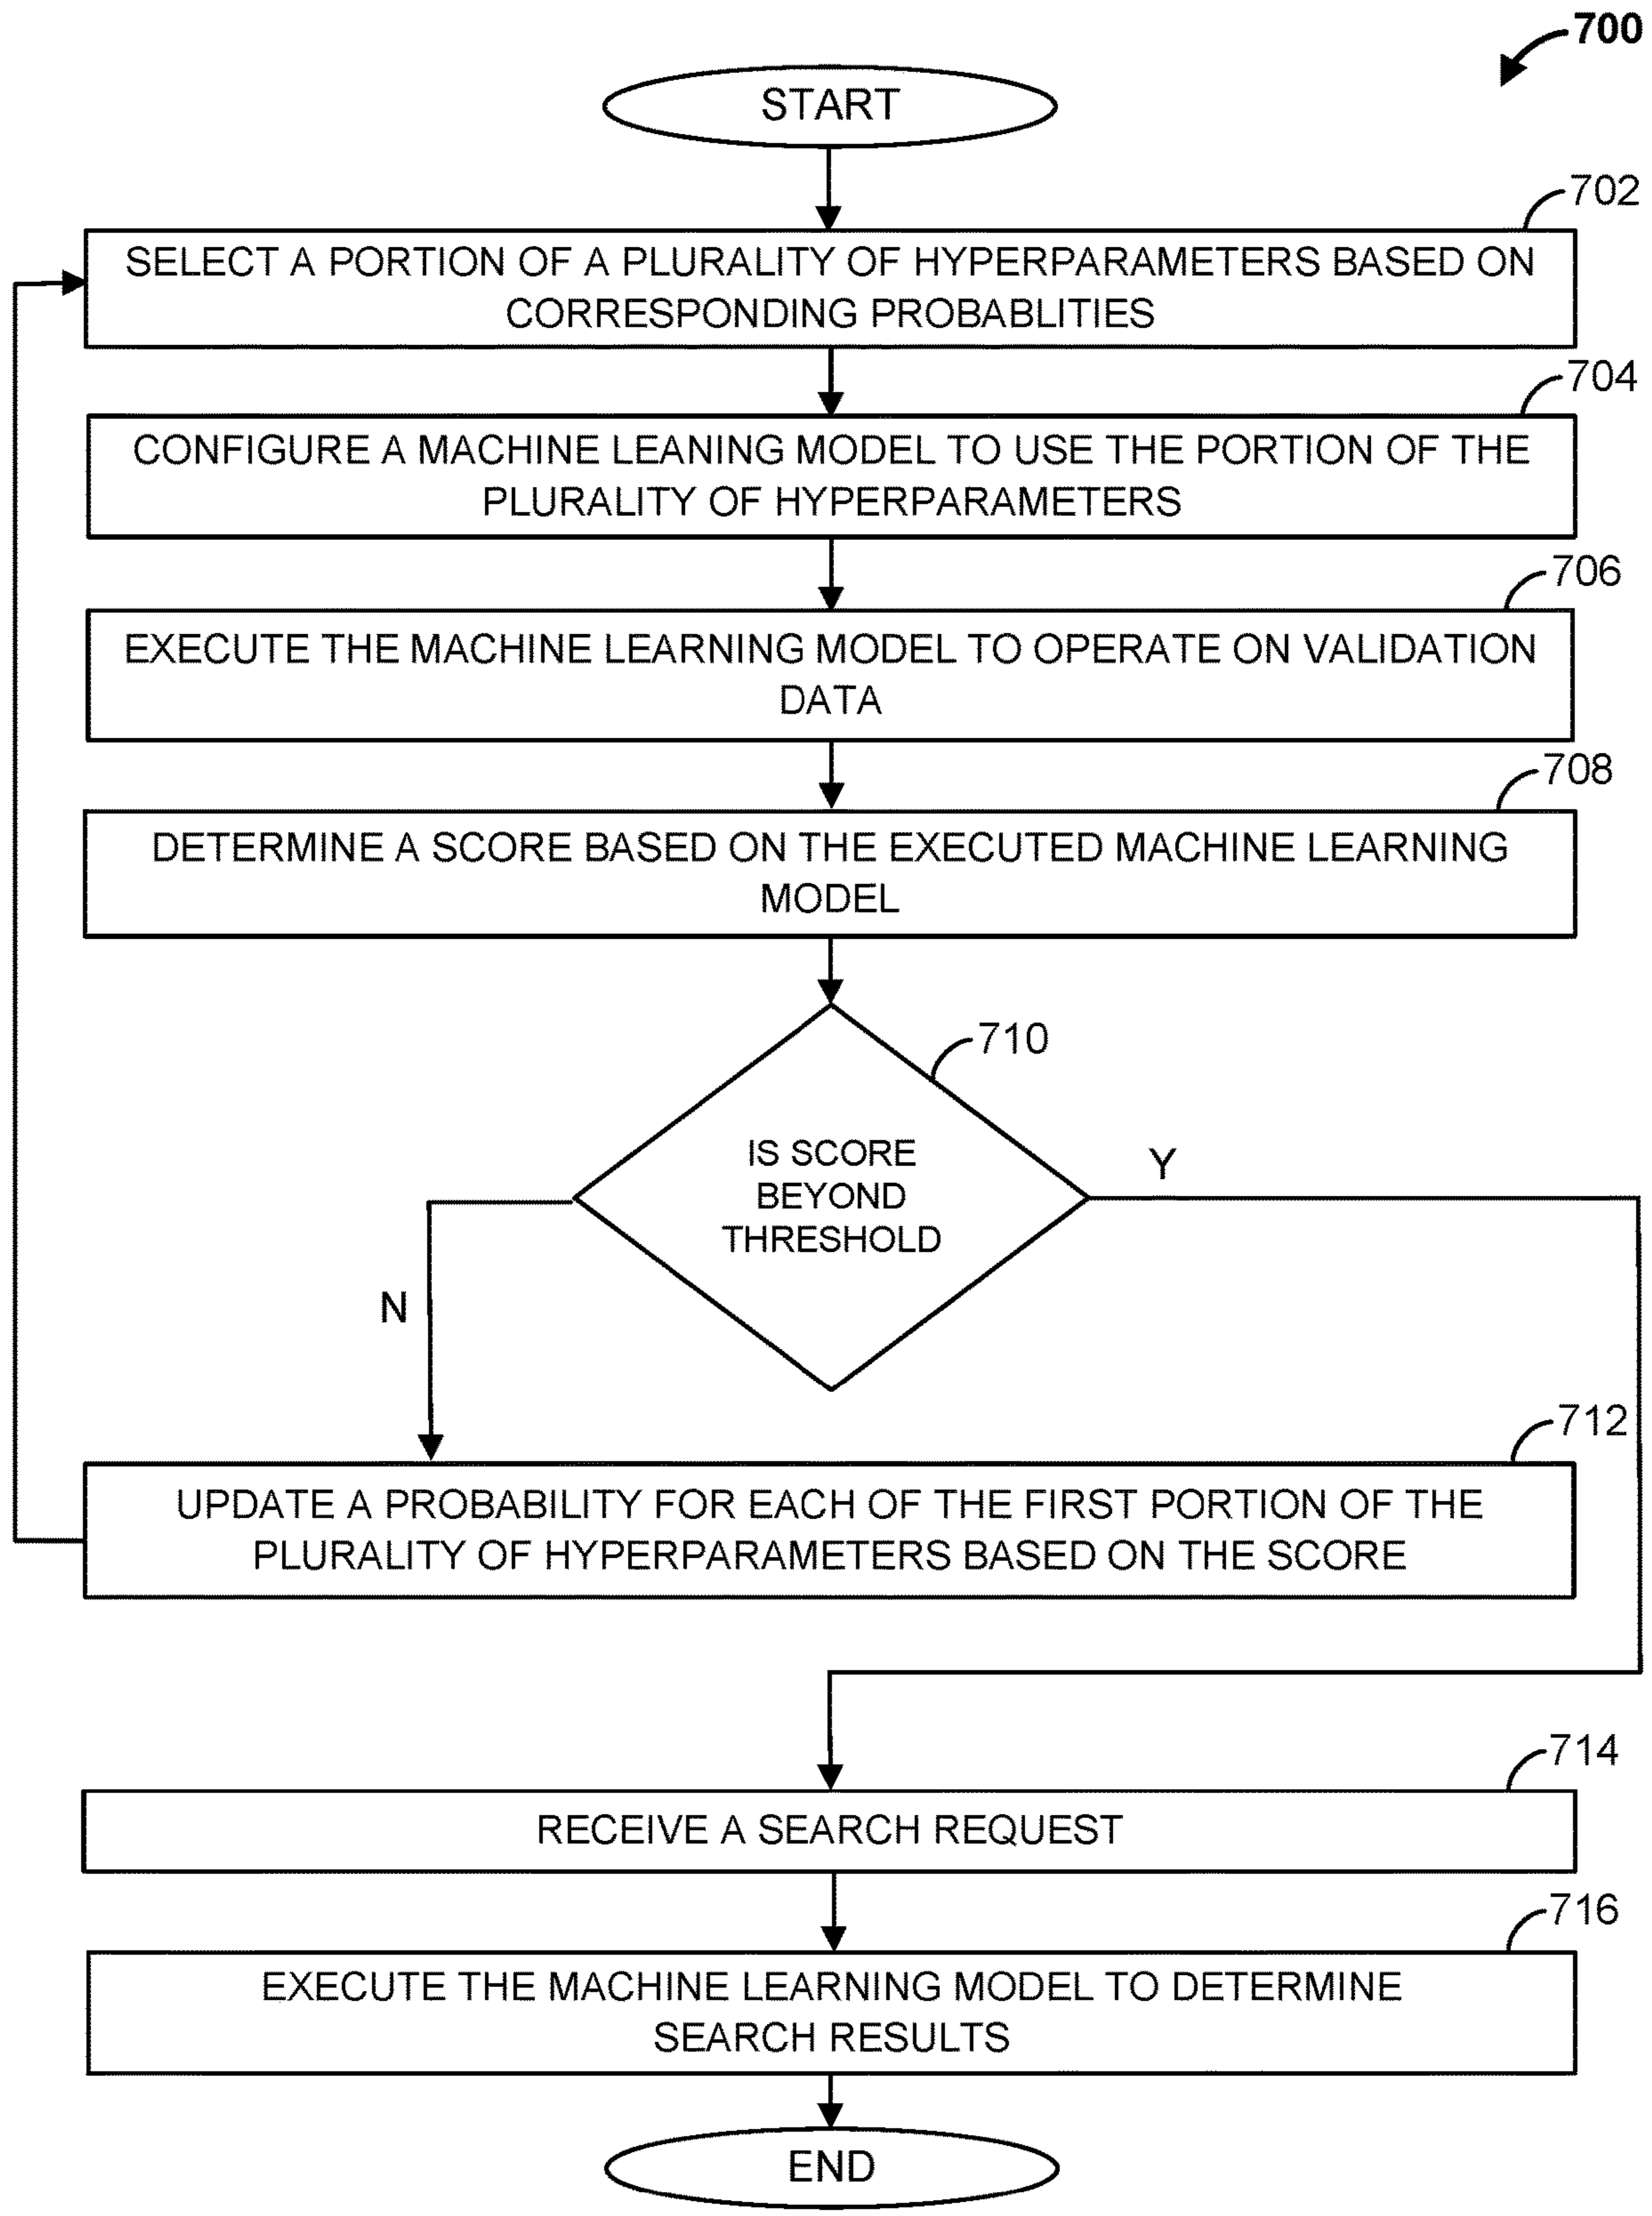 700
START
702
SELECT A PORTION OF A PLURALITY OF HYPERPARAMETERS BASED ON
CORRESPONDING PROBABLITIES
704
CONFIGURE A MACHINE LEANING MODEL TO USE THE PORTION OF THE
PLURALITY OF HYPERPARAMETERS
706
EXECUTE THE MACHINE LEARNING MODEL TO OPERATE ON VALIDATION
DATA
708
DETERMINE A SCORE BASED ON THE EXECUTED MACHINE LEARNING
MODEL
710
IS SCORE
BEYOND
THRESHOLD
Y
N
712
UPDATE A PROBABILITY FOR EACH OF THE FIRST PORTION OF THE
PLURALITY OF HYPERPARAMETERS BASED ON THE SCORE
714
RECEIVE A SEARCH REQUEST
716
EXECUTE THE MACHINE LEARNING MODEL TO DETERMINE
SEARCH RESULTS
END